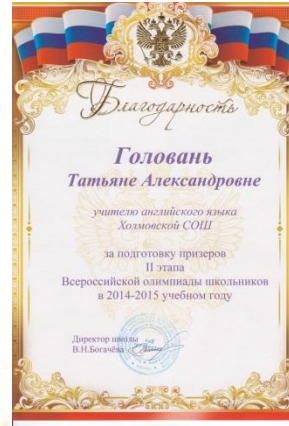 Благодарность
Головань
Татьяне Александровне
учителю английского языка
Холмовской СОШ
за подготовку призеров
II этапа
Всероссийской олимпиады школьников
в 2014-2015 учебном году
Директор школы
В.Н.Богачёва